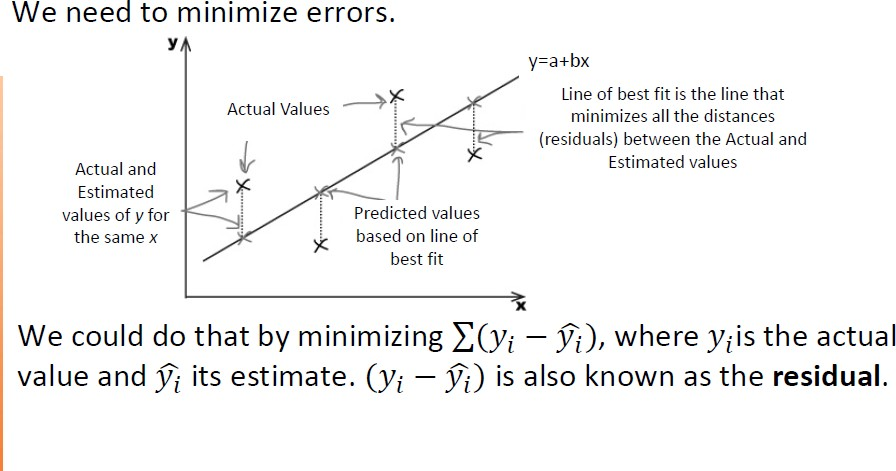 We need to minimize errors.
y
y=a+bx
Actual Values
Line of best fit is the line that
minimizes all the distances
(residuals) between the Actual and
Estimated values
Actual and
Estimated
values of y for
the same x
Predicted values
based on line of
best fit
x
We could do that by minimizing ∑(yᵢ − ŷᵢ), where yᵢis the actual
value and ŷᵢ its estimate. (yᵢ − ŷᵢ) is also known as the residual.